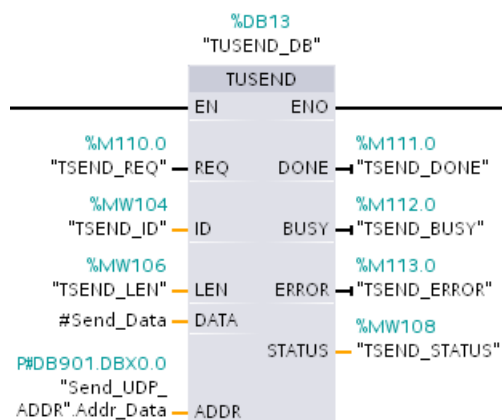 %DB13
"TUSEND_DB"
TUSEND
EN ENO
%M110.0 %M111.0
"TSEND_REQ" REQ DONE "TSEND_DONE"
%MW104 %M112.0
"TSEND_ID" ID BUSY "TSEND_BUSY"
%MW106 %M113.0
"TSEND_LEN" LEN ERROR "TSEND_ERROR"
#Send_Data DATA %MW108
STATUS "TSEND_STATUS"
P#DB901.DBX0.0
"Send_UDP_
ADDR".Addr_Data ADDR